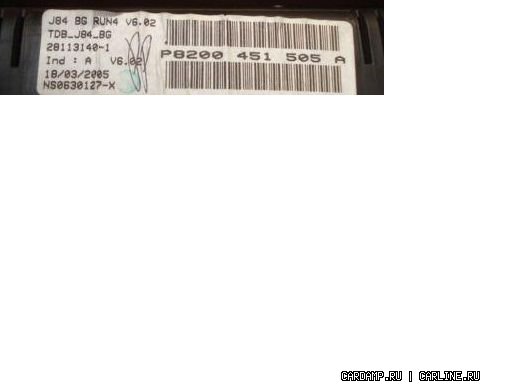 J84 BG RUN4 V6.02
TDB_J84_BG
28113140-1
Ind : A V6.02
18/03/2005
NS0630127-X
P8200 451 505 A
CARDAMP.RU | CARLINE.RU